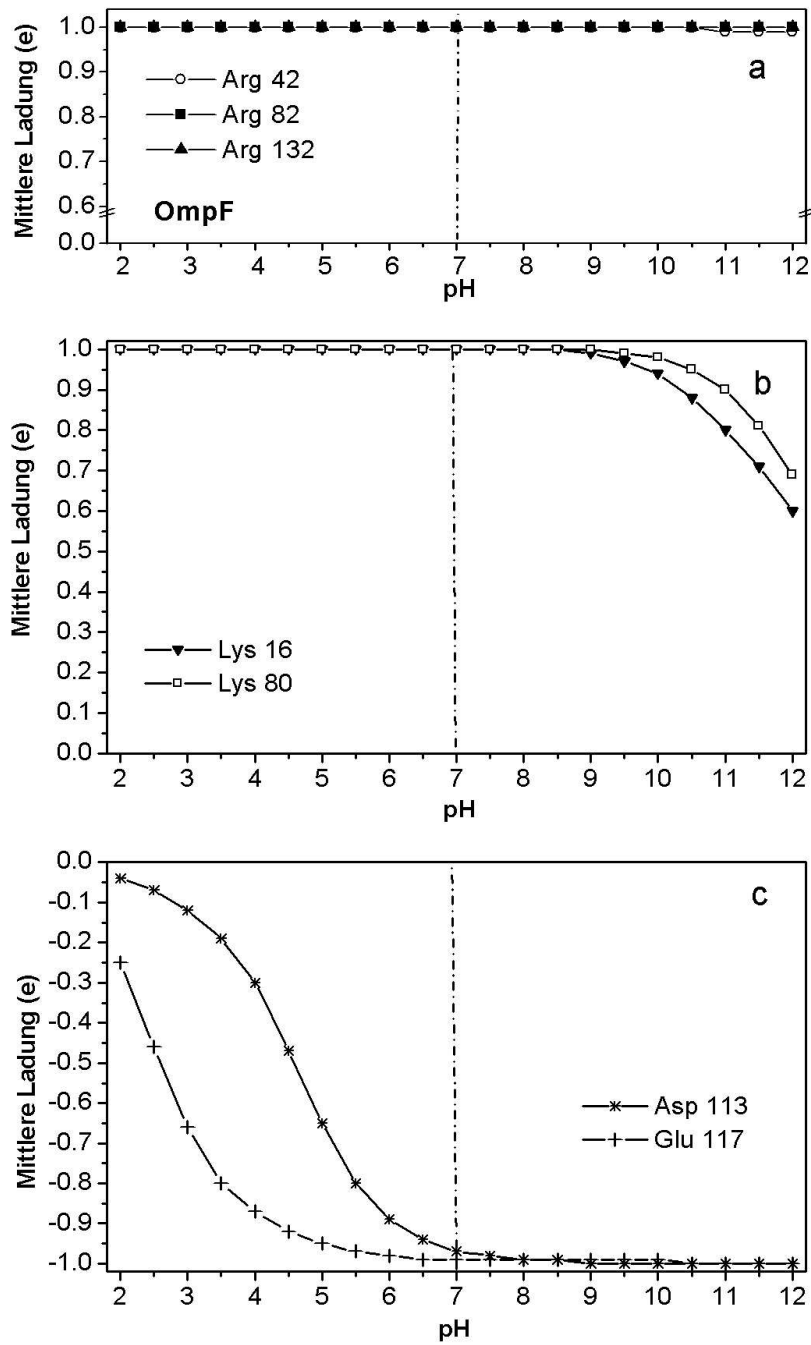 1.0
0.9
0.8
0.7
0.6
0.0
Mittlere Ladung (e)
a
Arg 42
Arg 82
Arg 132
OmpF
2 3 4 5 6 7 8 9 10 11 12
pH
1.0
0.9
0.8
0.7
0.6
0.5
0.4
0.3
0.2
0.1
0.0
Mittlere Ladung (e)
b
Lys 16
Lys 80
2 3 4 5 6 7 8 9 10 11 12
pH
0.0
-0.1
-0.2
-0.3
-0.4
-0.5
-0.6
-0.7
-0.8
-0.9
-1.0
Mittlere Ladung (e)
c
Asp 113
Glu 117
2 3 4 5 6 7 8 9 10 11 12
pH